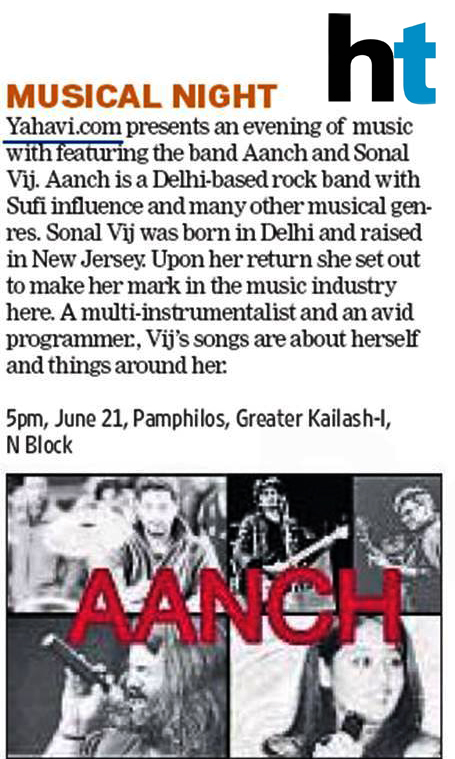 ht
MUSICAL NIGHT
Yahavi.com presents an evening of music
with featuring the band Aanch and Sonal
Vij. Aanch is a Delhi-based rock band with
Sufi influence and many other musical gen-
res. Sonal Vij was born in Delhi and raised
in New Jersey. Upon her return she set out
to make her mark in the music industry
here. A multi-instrumentalist and an avid
programmer., Vij's songs are about herself
and things around her.
5pm, June 21, Pamphilos, Greater Kailash-I,
N Block
AANCH